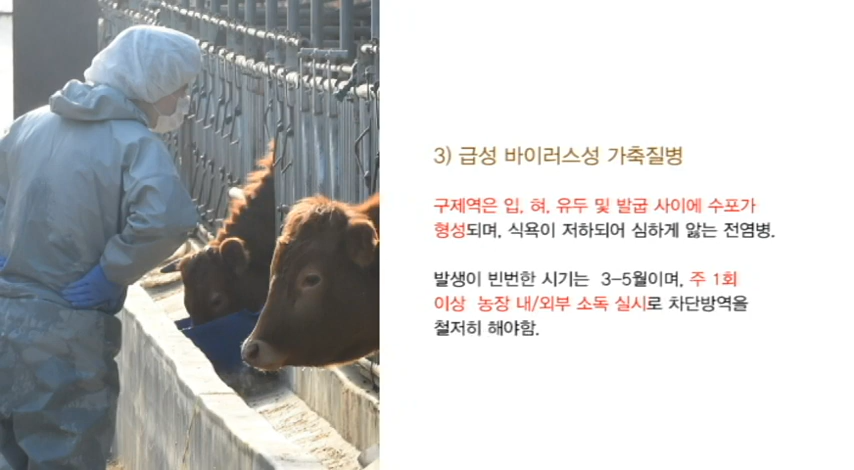 3) 급성 바이러스성 가축질병
구제역은 입, 혀, 유두 및 발굽 사이에 수포가
형성되며, 식욕이 저하되어 심하게 앓는 전염병.
발생이 빈번한 시기는 3-5월이며, 주 1회
이상 농장 내/외부 소독 실시로 차단방역을
철저히 해야함.